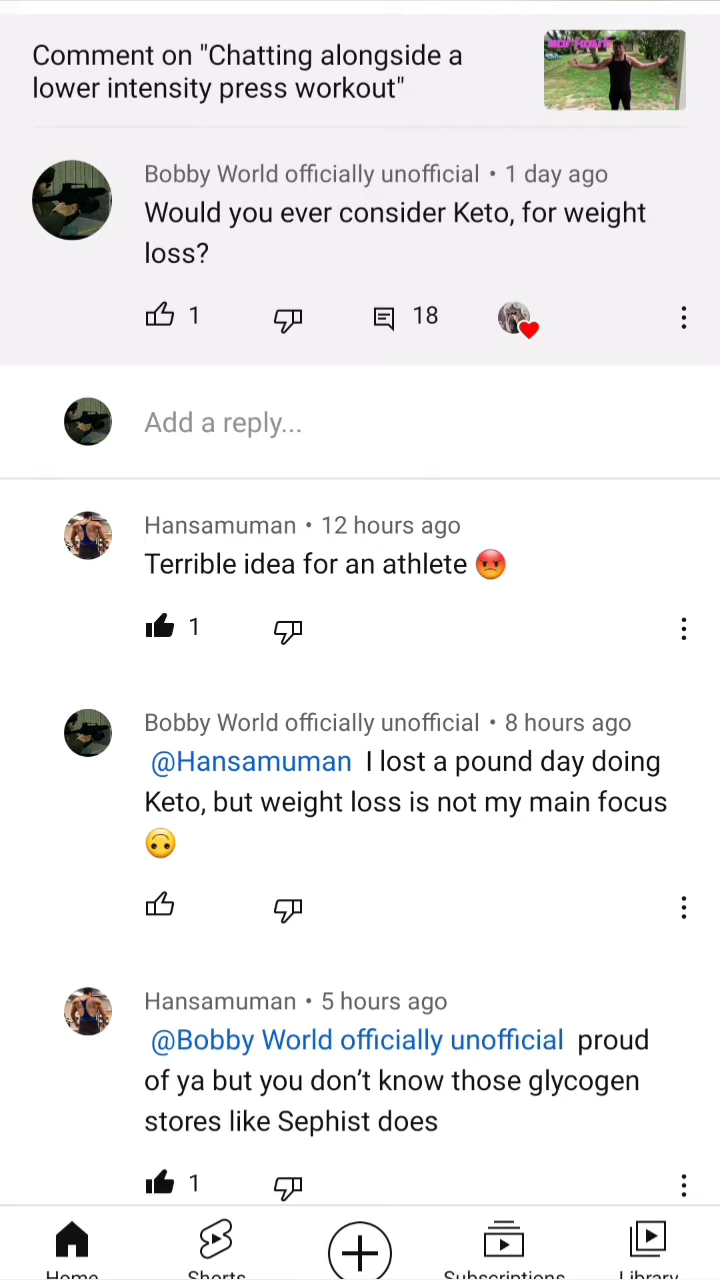 Comment on "Chatting alongside a
lower intensity press workout"
Bobby World officially unofficial • 1 day ago
Would you ever consider Keto, for weight
loss?
1
18
Add a reply...
Hansamuman • 12 hours ago
Terrible idea for an athlete 😡
1
Bobby World officially unofficial • 8 hours ago
@Hansamuman I lost a pound day doing
Keto, but weight loss is not my main focus
🙃
Hansamuman • 5 hours ago
@Bobby World officially unofficial proud
of ya but you don't know those glycogen
stores like Sephist does
1
Home Shorts Subscriptions Library